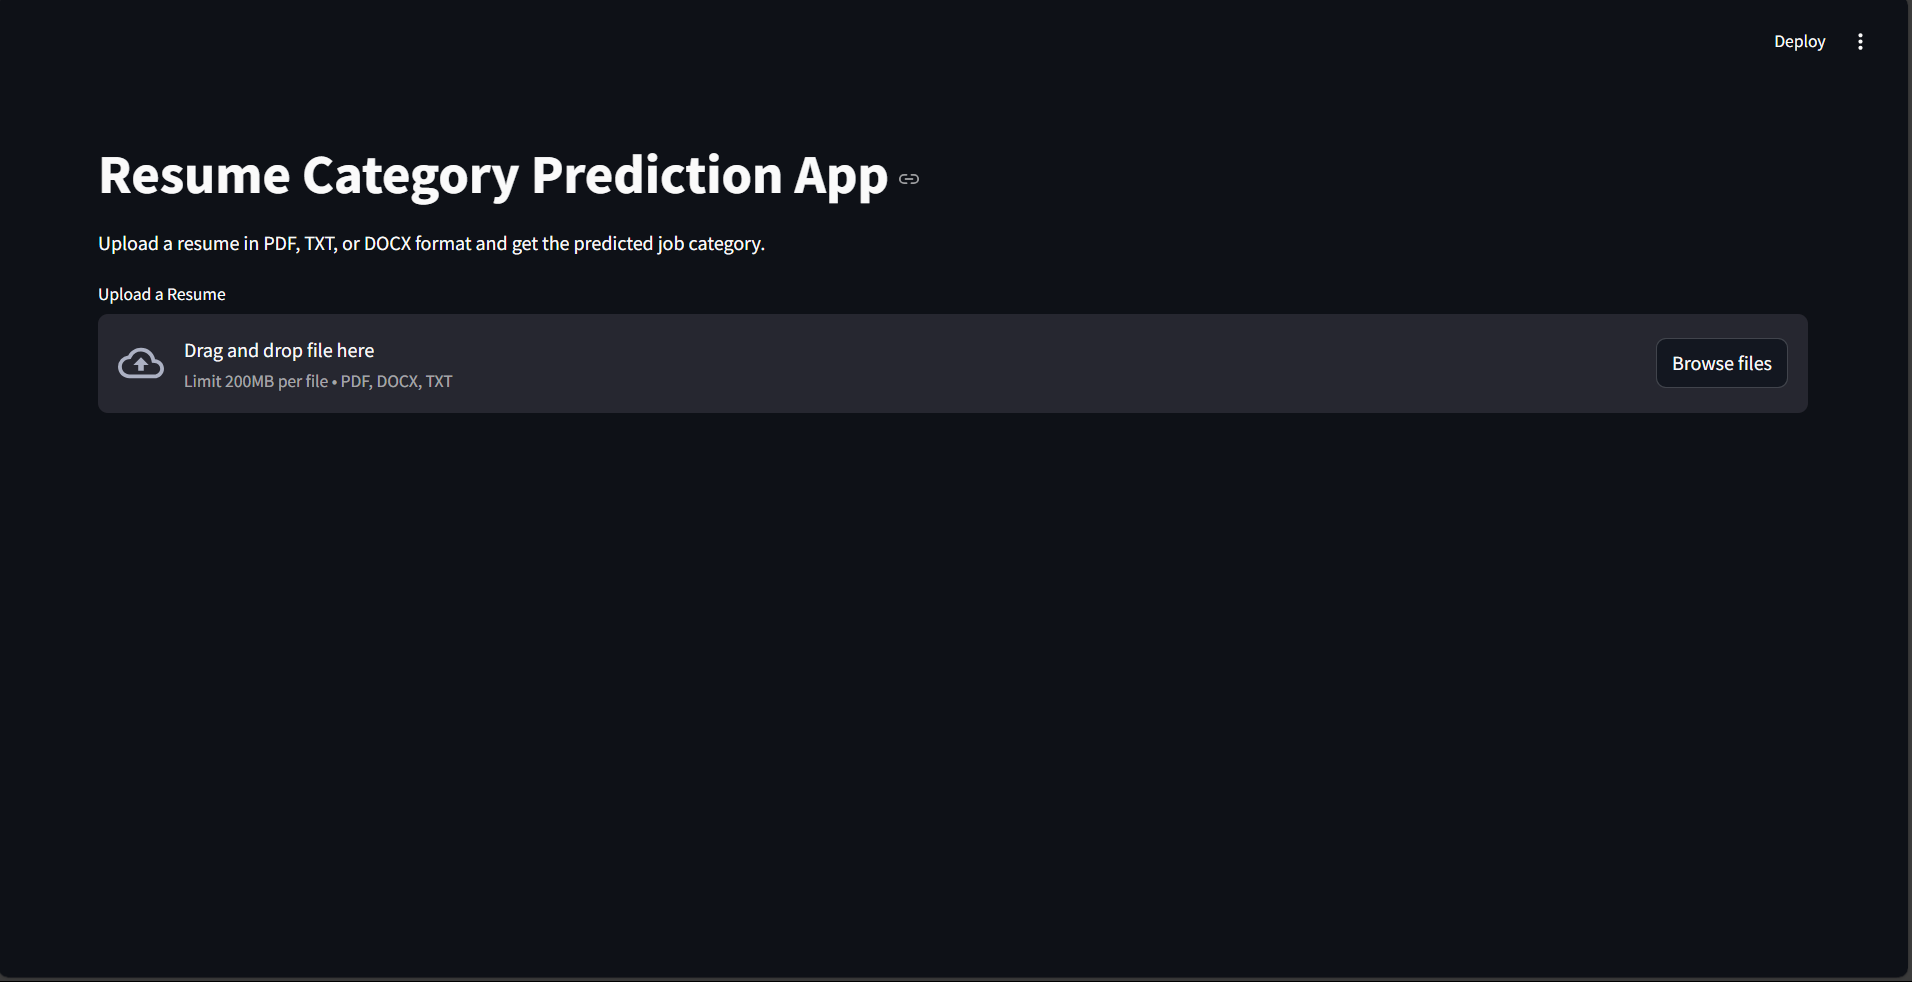 Deploy
Resume Category Prediction App
Upload a resume in PDF, TXT, or DOCX format and get the predicted job category.
Upload a Resume
Drag and drop file here
Limit 200MB per file • PDF, DOCX, TXT
Browse files